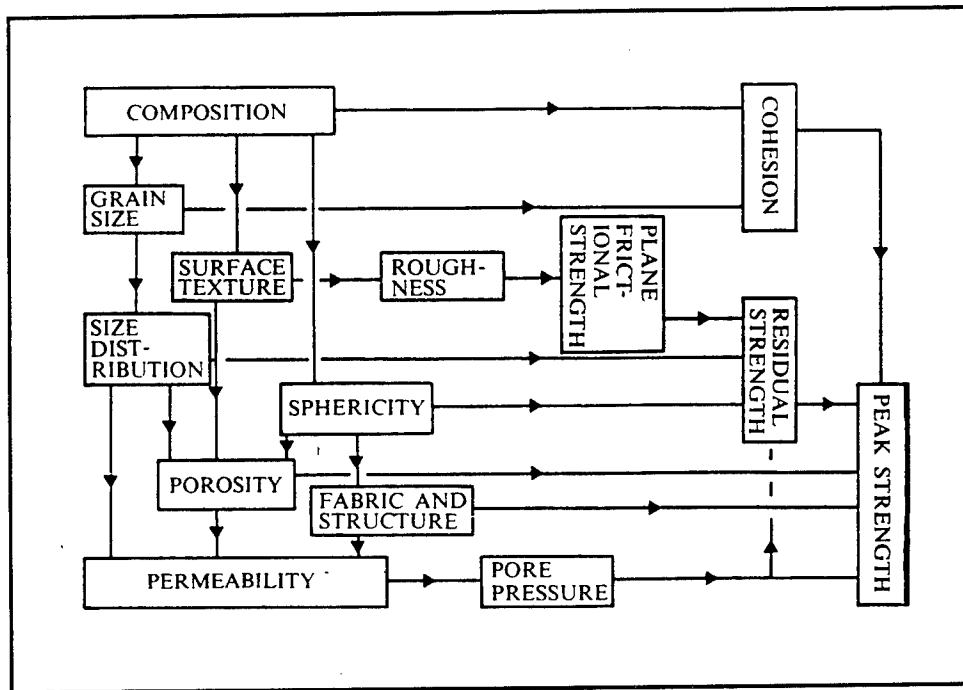 COMPOSITION
COHESION
GRAIN
SIZE
SURFACE
TEXTURE
ROUGH-
NESS
PLANE
FRICT-
IONAL
STRENGTH
SIZE
DIST-
RIBUTION
RESIDUAL
STRENGTH
SPHERICITY
PEAK STRENGTH
POROSITY
FABRIC AND
STRUCTURE
PERMEABILITY
PORE
PRESSURE